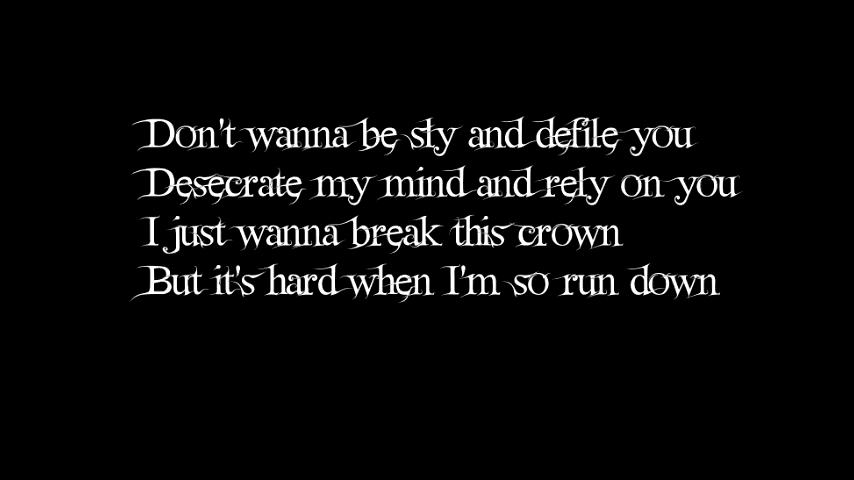 Don't wanna be sly and defile you
Desecrate my mind and rely on you
I just wanna break this crown
But it's hard when I'm so run down